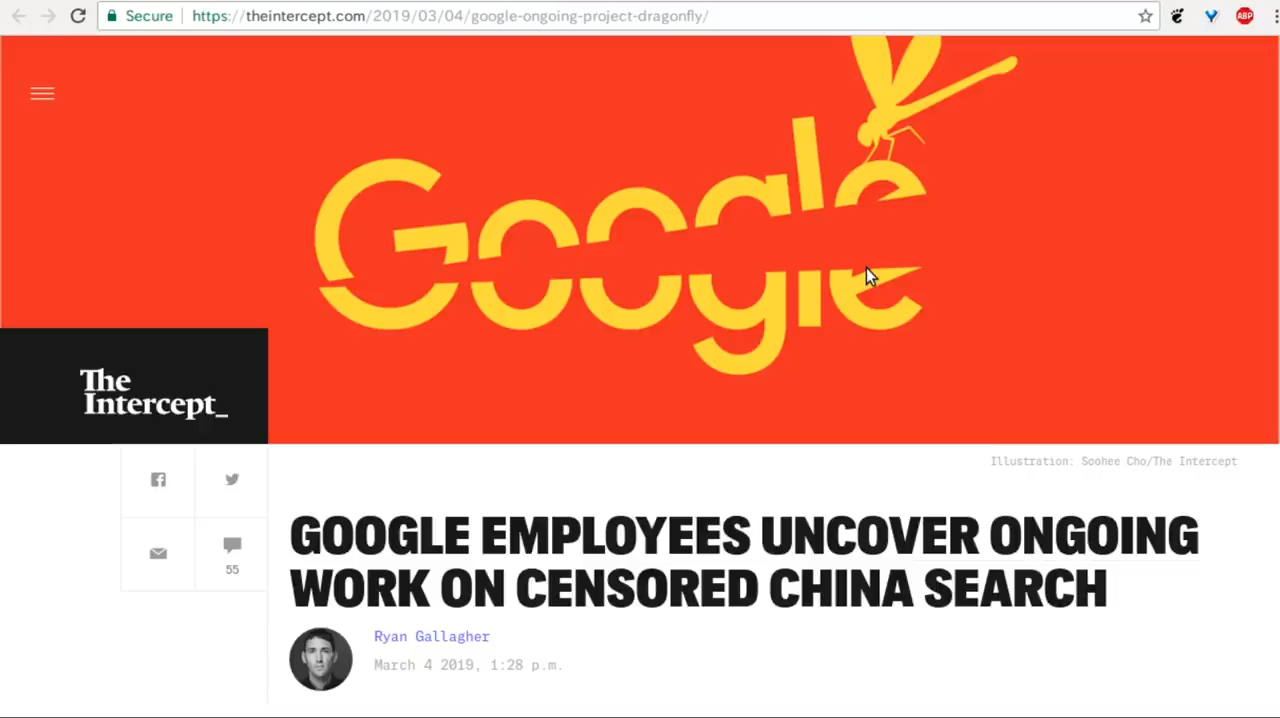 Secure
https://theintercept.com/2019/03/04/google-ongoing-project-dragonfly/
ABP
Google
The
Intercept_
Illustration: Soohee Cho/The Intercept
55
GOOGLE EMPLOYEES UNCOVER ONGOING
WORK ON CENSORED CHINA SEARCH
Ryan Gallagher
March 4 2019, 1:28 p.m.